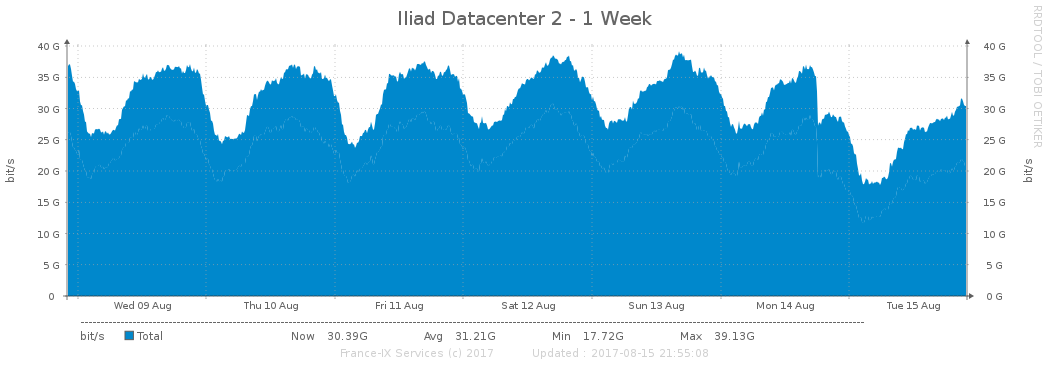 Iliad Datacenter 2 - 1 Week
RRDTOOL / TOBI OETIKER
40 G 40 G
35 G 35 G
30 G 30 G
25 G 25 G
20 G 20 G
15 G 15 G
10 G 10 G
5 G 5 G
0 0 G
bit/s bit/s
Wed 09 Aug Thu 10 Aug Fri 11 Aug Sat 12 Aug Sun 13 Aug Mon 14 Aug Tue 15 Aug
bit/s Total Now 30.39G Avg 31.21G Min 17.72G Max 39.13G
France-IX Services (c) 2017 Updated : 2017-08-15 21:55:08